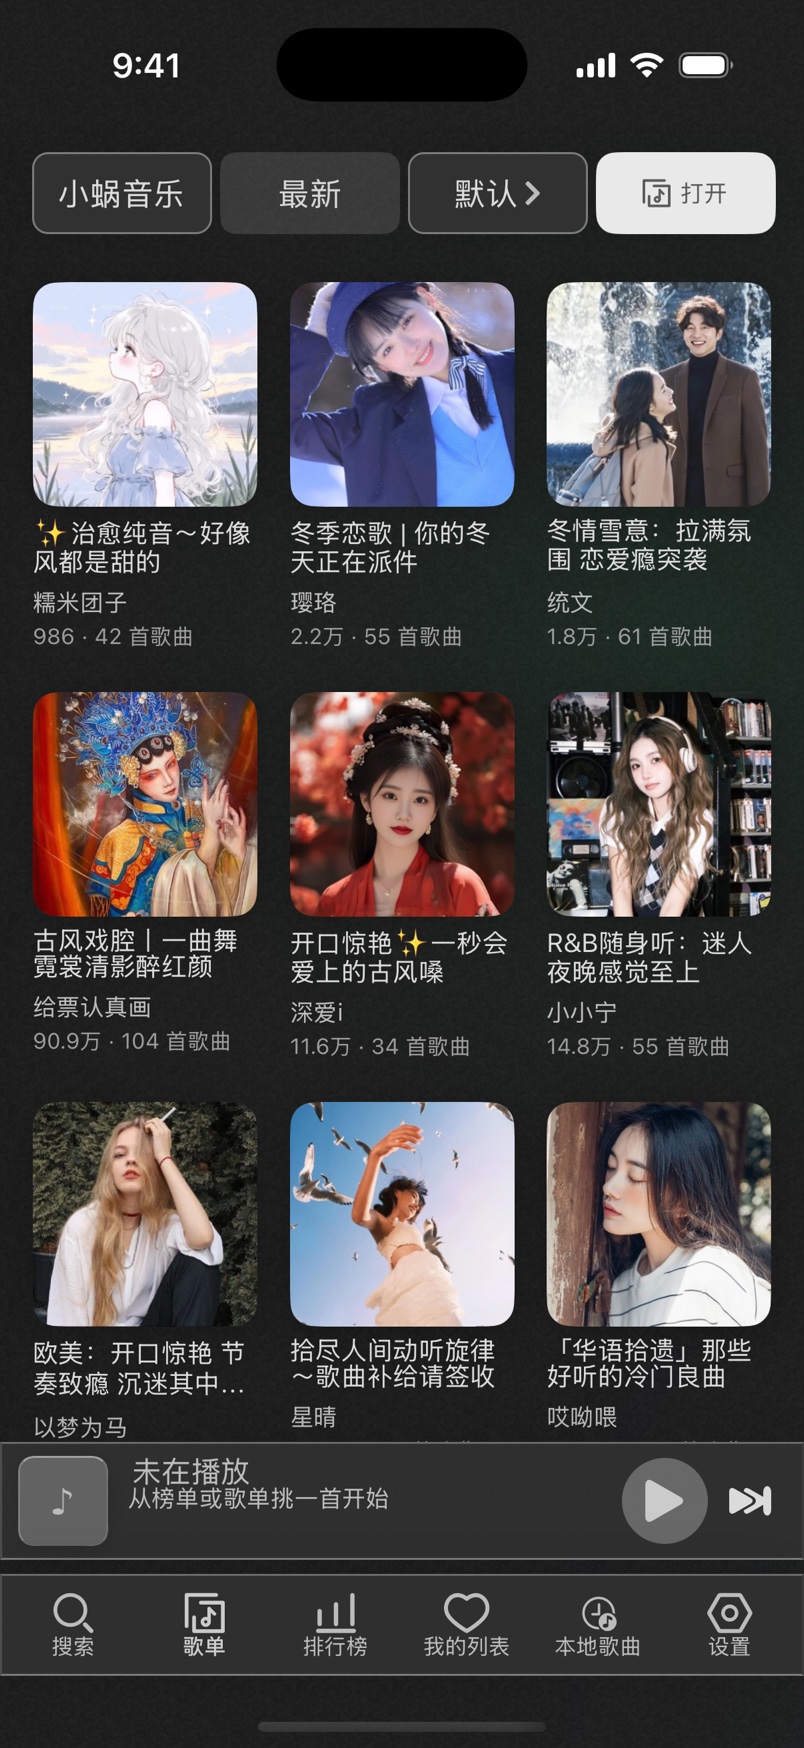 9:41
小蜗音乐
最新
默认
打开
✨治愈纯音～好像
风都是甜的
糯米团子
986 · 42 首歌曲
冬季恋歌 | 你的冬
天正在派件
璎珞
2.2万 · 55 首歌曲
冬情雪意：拉满氛
围 恋爱瘾突袭
统文
1.8万 · 61 首歌曲
古风戏腔丨一曲舞
霓裳清影醉红颜
给票认真画
90.9万 · 104 首歌曲
开口惊艳✨一秒会
爱上的古风嗓
深爱i
11.6万 · 34 首歌曲
R&B随身听：迷人
夜晚感觉至上
小小宁
14.8万 · 55 首歌曲
欧美：开口惊艳 节
奏致瘾 沉迷其中...
以梦为马
拾尽人间动听旋律
～歌曲补给请签收
星晴
「华语拾遗」那些
好听的冷门良曲
哎呦喂
未在播放
从榜单或歌单挑一首开始
搜索
歌单
排行榜
我的列表
本地歌曲
设置